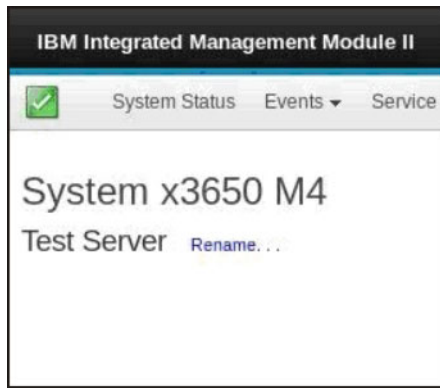 IBM Integrated Management Module II
System Status Events Service
System x3650 M4
Test Server Rename...